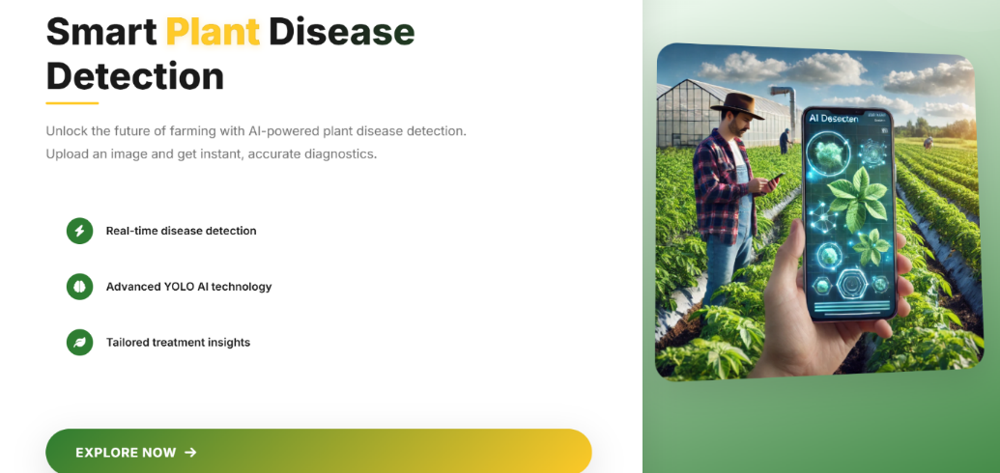 Smart Plant Disease
Detection
Unlock the future of farming with AI-powered plant disease detection.
Upload an image and get instant, accurate diagnostics.
Real-time disease detection
Advanced YOLO AI technology
Tailored treatment insights
EXPLORE NOW
AI Desecten